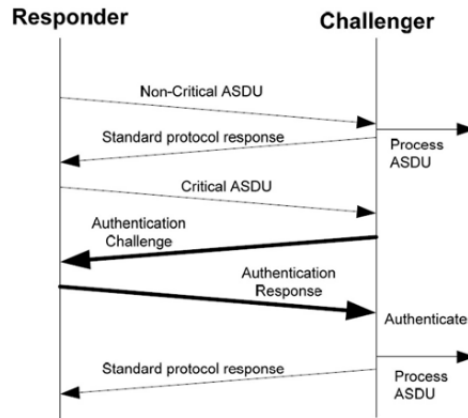 Responder
Challenger
Non-Critical ASDU
Standard protocol response
Process
ASDU
Critical ASDU
Authentication
Challenge
Authentication
Response
Authenticate
Standard protocol response
Process
ASDU